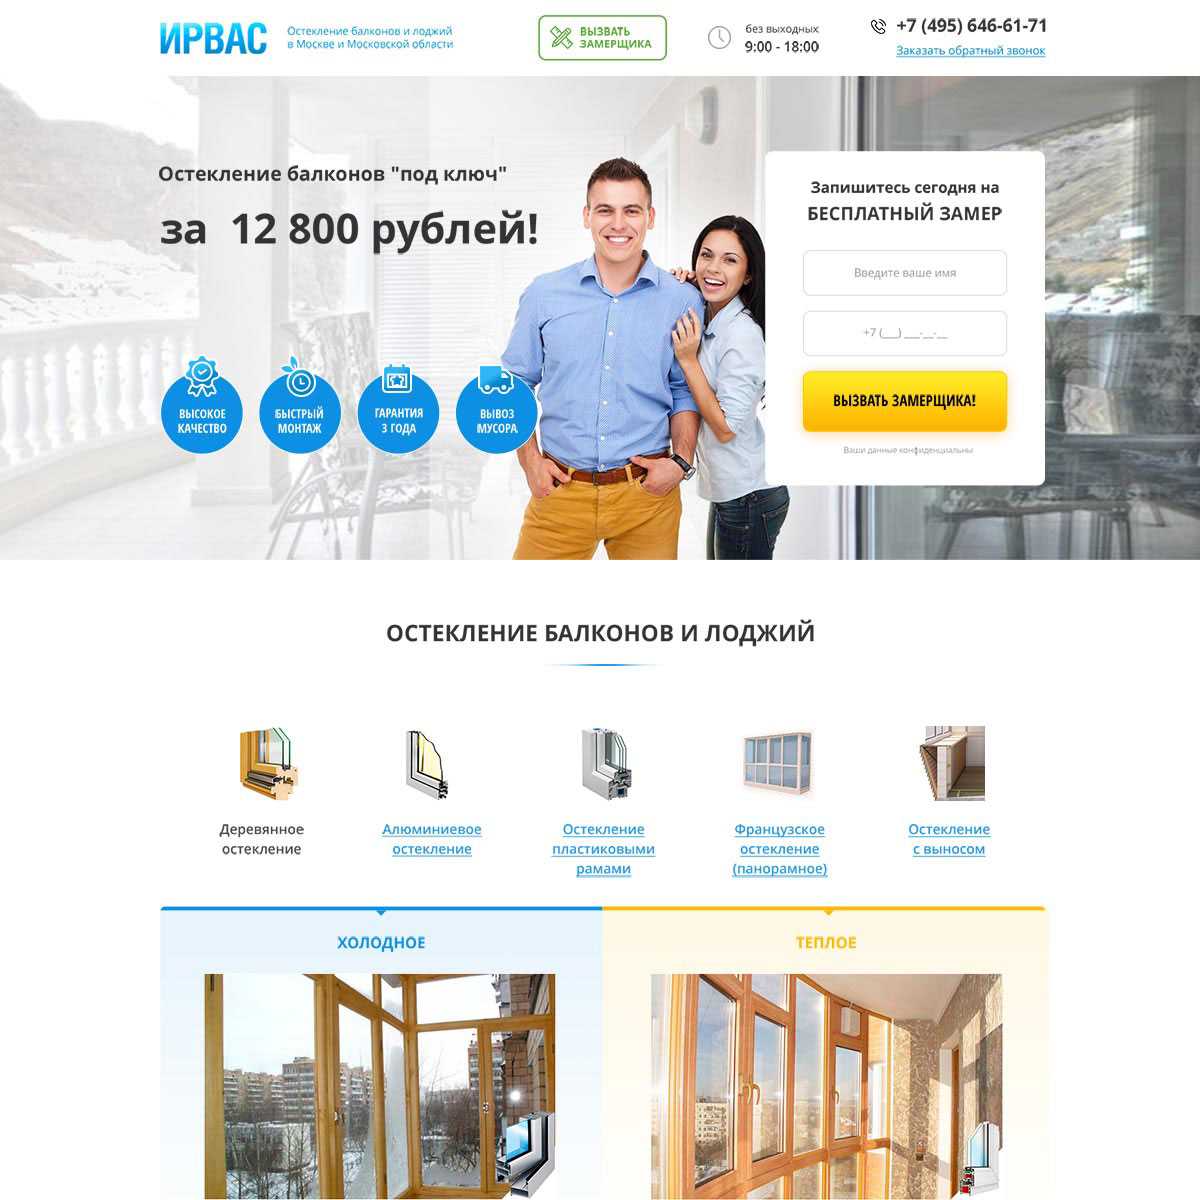 ИРВАС
Остекление балконов и лоджий
в Москве и Московской области
ВЫЗВАТЬ
ЗАМЕРЩИКА
без выходных
9:00 - 18:00
+7 (495) 646-61-71
Заказать обратный звонок
Остекление балконов "под ключ"
за 12 800 рублей!
ВЫСОКОЕ
КАЧЕСТВО
БЫСТРЫЙ
МОНТАЖ
ГАРАНТИЯ
3 ГОДА
ВЫВОЗ
МУСОРА
Запишитесь сегодня на
БЕСПЛАТНЫЙ ЗАМЕР
Введите ваше имя
+7 (___) ___-__-__
ВЫЗВАТЬ ЗАМЕРЩИКА!
Ваши данные конфиденциальны
ОСТЕКЛЕНИЕ БАЛКОНОВ И ЛОДЖИЙ
Деревянное
остекление
Алюминиевое
остекление
Остекление
пластиковыми
рамами
Французское
остекление
(панорамное)
Остекление
с выносом
ХОЛОДНОЕ
ТЕПЛОЕ